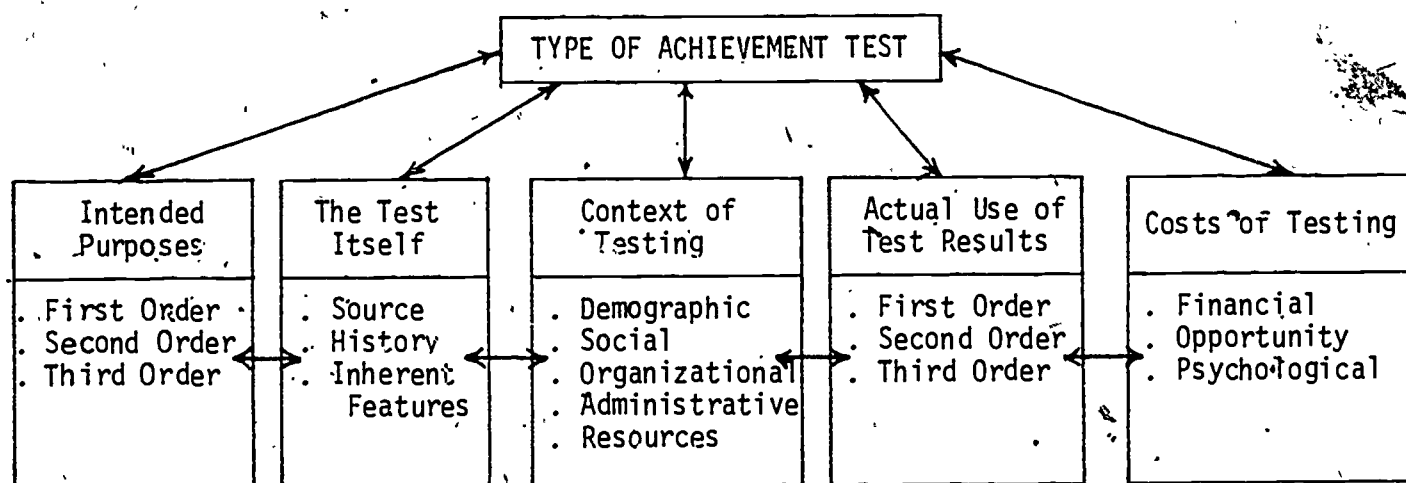 TYPE OF ACHIEVEMENT TEST
Intended
Purposes
. First Order
. Second Order
. Third Order
The Test
Itself
. Source
. History
. Inherent
Features
Context of
Testing
. Demographic
. Social
. Organizational
. Administrative
. Resources
Actual Use of
Test Results
. First Order
. Second Order
. Third Order
Costs of Testing
. Financial
. Opportunity
. Psychological